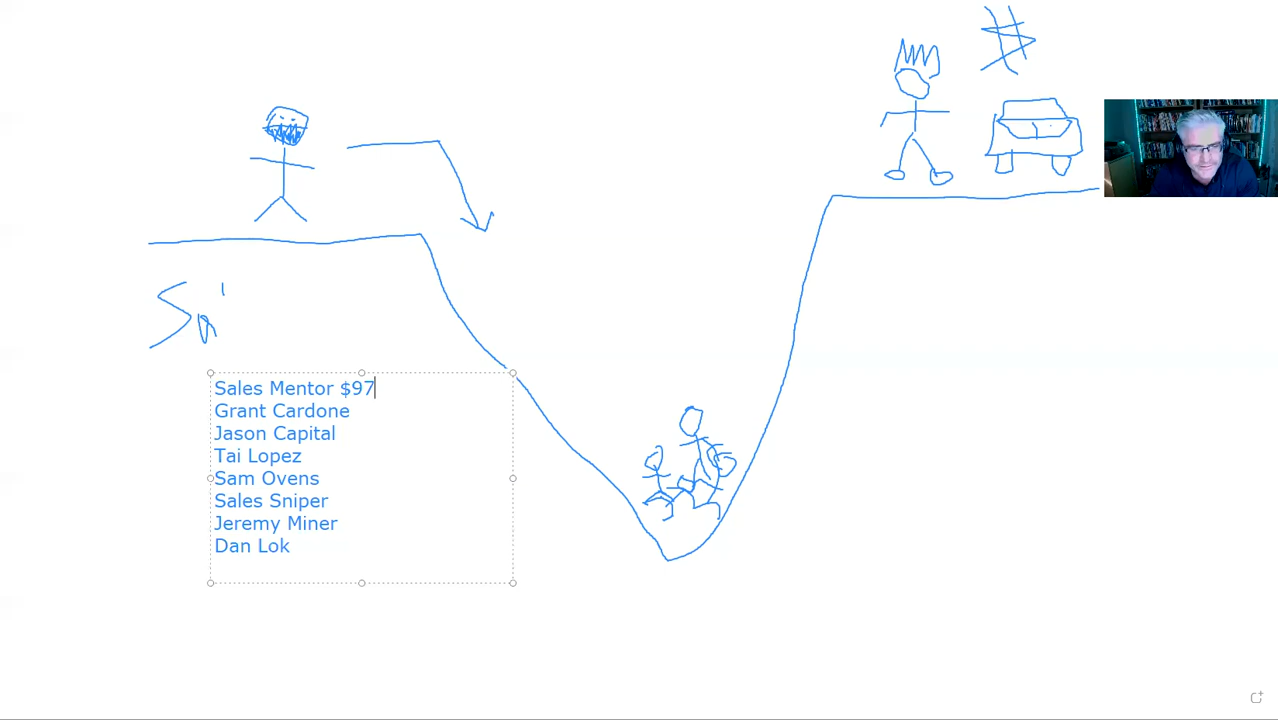 Sales Mentor $97
Grant Cardone
Jason Capital
Tai Lopez
Sam Ovens
Sales Sniper
Jeremy Miner
Dan Lok